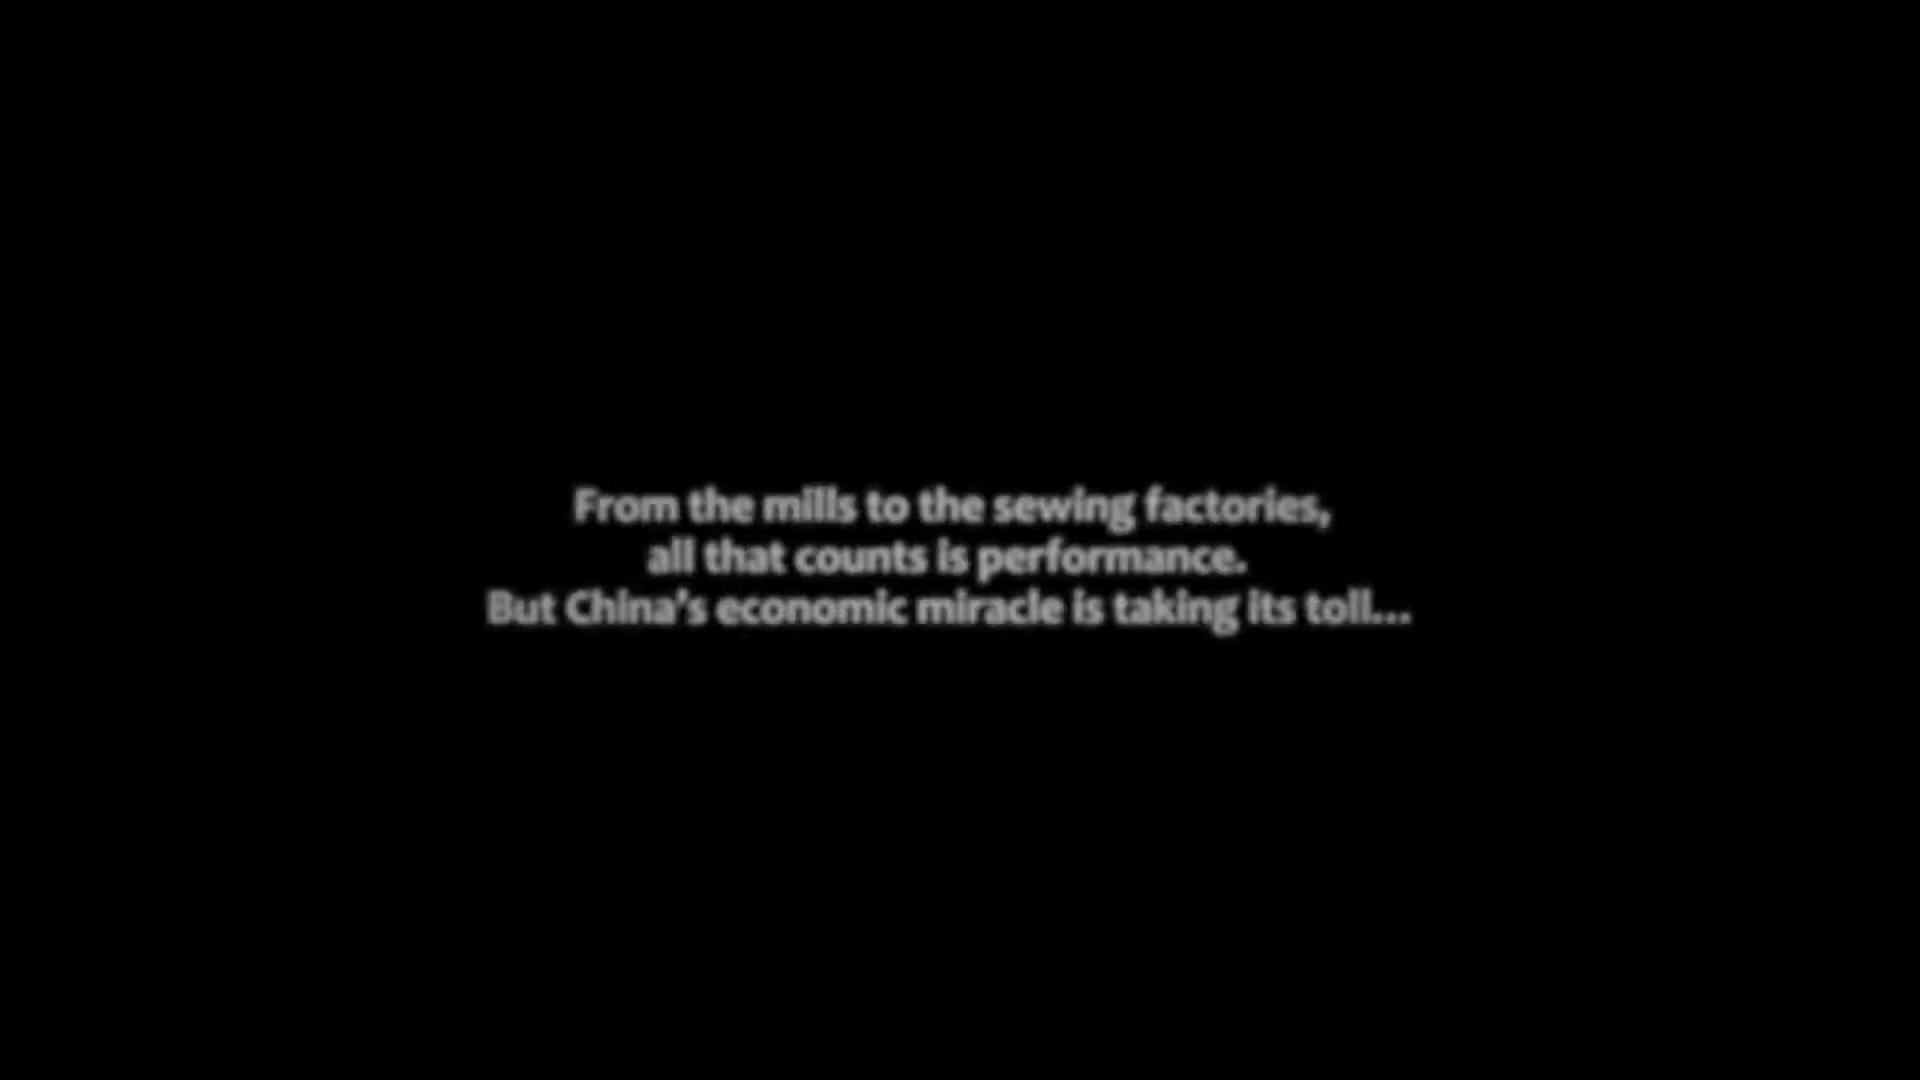 From the mills to the sewing factories,
all that counts is performance.
But China's economic miracle is taking its toll...